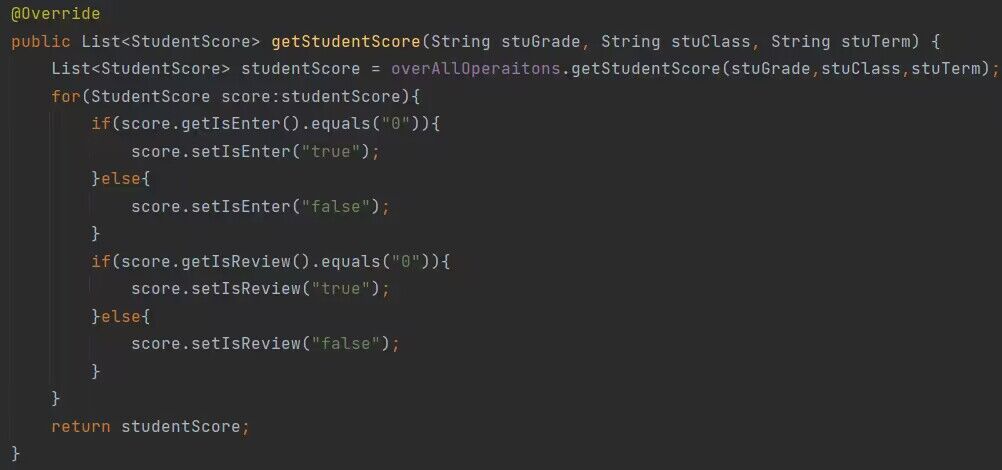 @Override
public List<StudentScore> getStudentScore(String stuGrade, String stuClass, String stuTerm) {
    List<StudentScore> studentScore = overAllOperaitons.getStudentScore(stuGrade,stuClass,stuTerm);
    for(StudentScore score:studentScore){
        if(score.getIsEnter().equals("0")){
            score.setIsEnter("true");
        }else{
            score.setIsEnter("false");
        }
        if(score.getIsReview().equals("0")){
            score.setIsReview("true");
        }else{
            score.setIsReview("false");
        }
    }
    return studentScore;
}